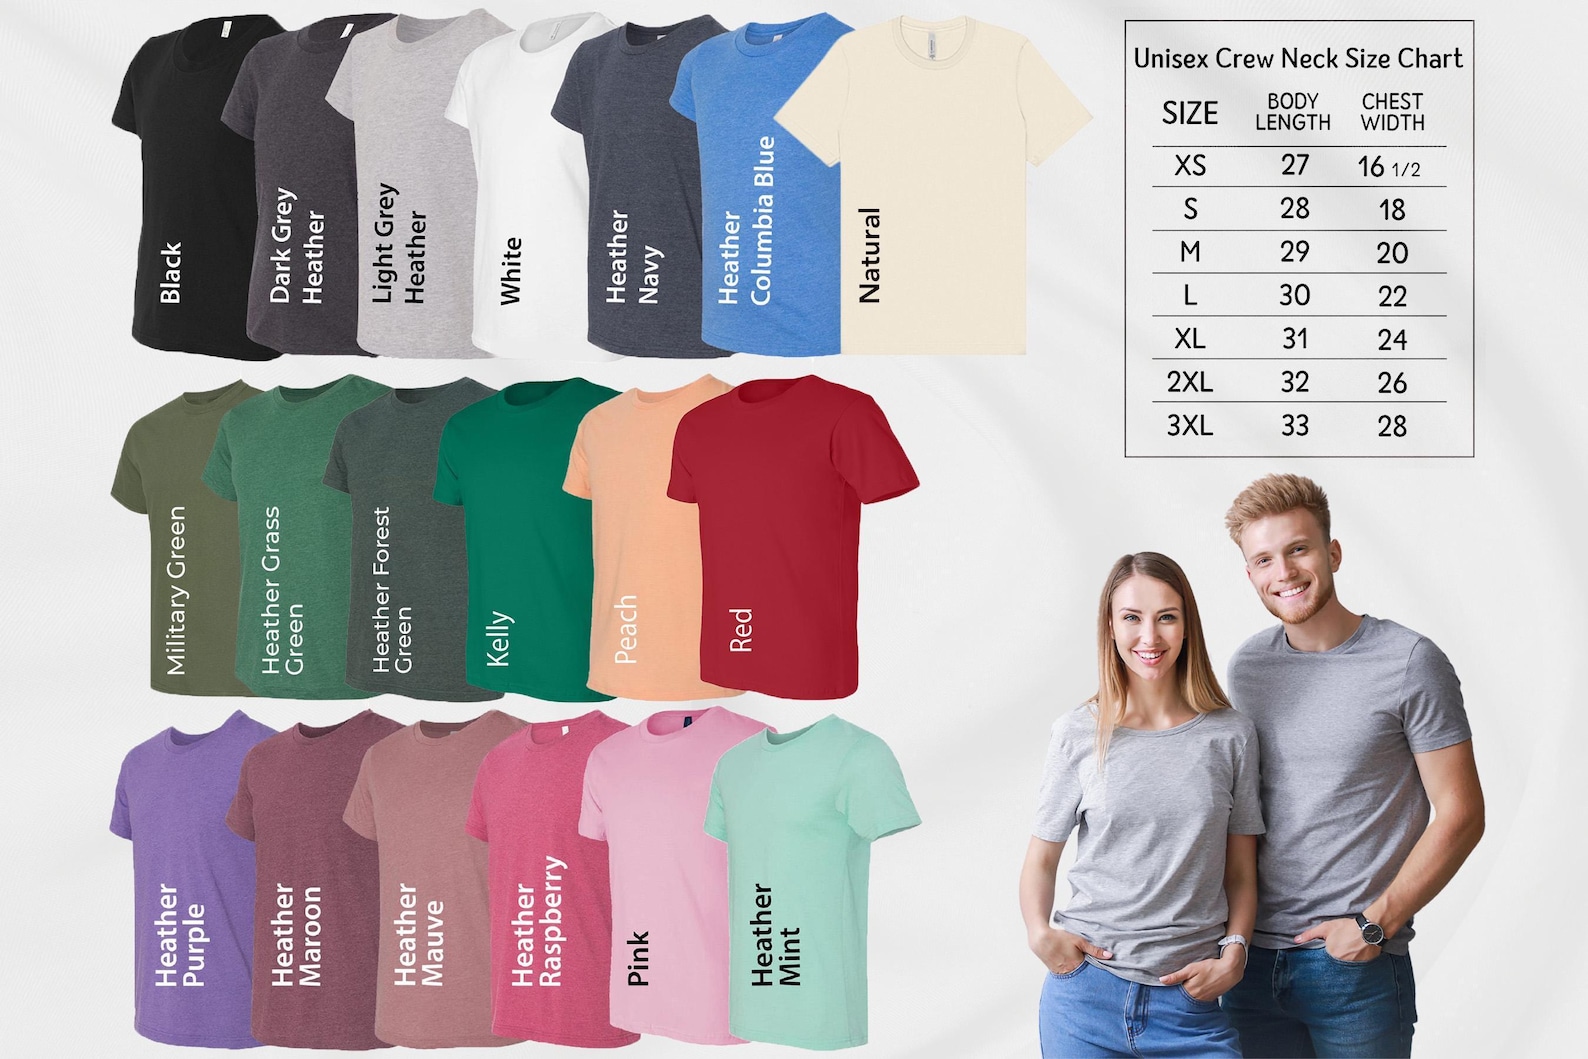 Black
Dark Grey
Heather
Light Grey
Heather
White
Heather
Navy
Heather
Columbia Blue
Natural
Unisex Crew Neck Size Chart
SIZE BODY LENGTH CHEST WIDTH
XS 27 16 1/2
S 28 18
M 29 20
L 30 22
XL 31 24
2XL 32 26
3XL 33 28
Military Green
Heather Grass
Green
Heather Forest
Green
Kelly
Peach
Red
Heather
Purple
Heather
Maroon
Heather
Mauve
Heather
Raspberry
Pink
Heather
Mint